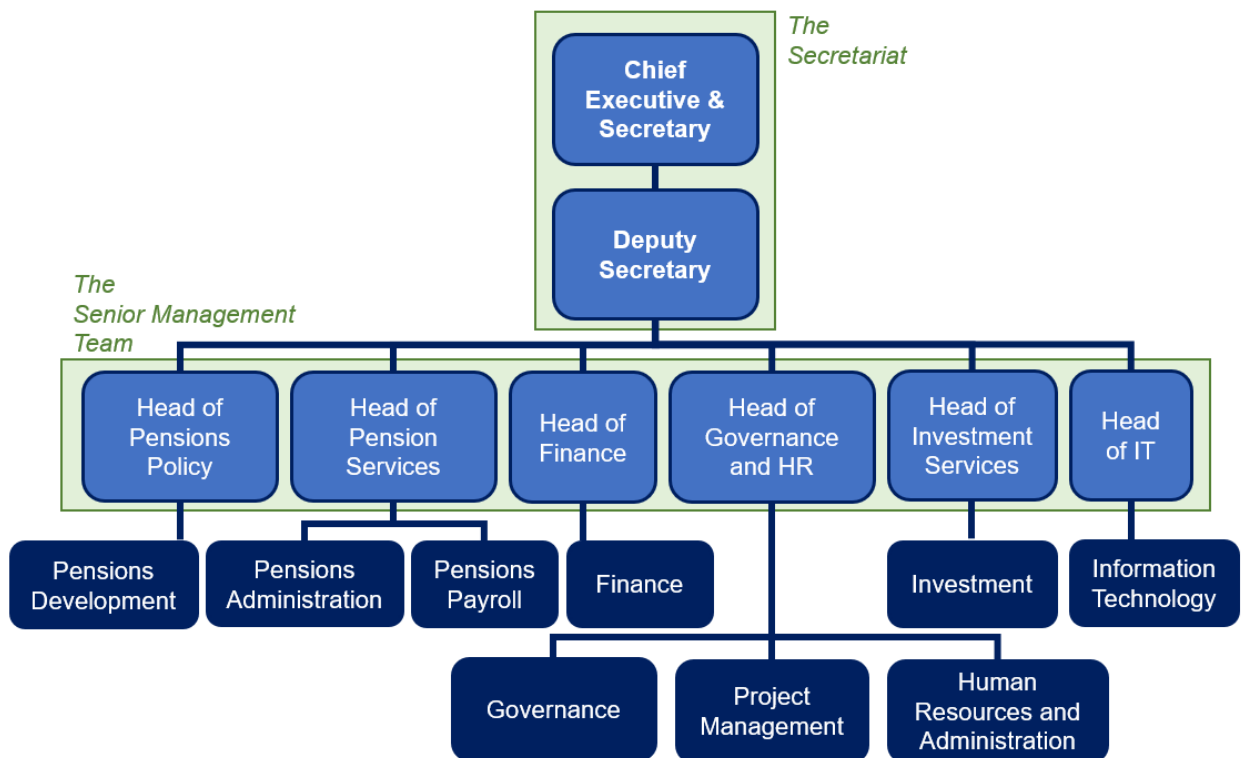 The
Secretariat
Chief
Executive &
Secretary
Deputy
Secretary
The
Senior Management
Team
Head of
Pensions
Policy
Head of
Pension
Services
Head of
Finance
Head of
Governance
and HR
Head of
Investment
Services
Head
of IT
Pensions
Development
Pensions
Administration
Pensions
Payroll
Finance
Investment
Information
Technology
Governance
Project
Management
Human
Resources and
Administration